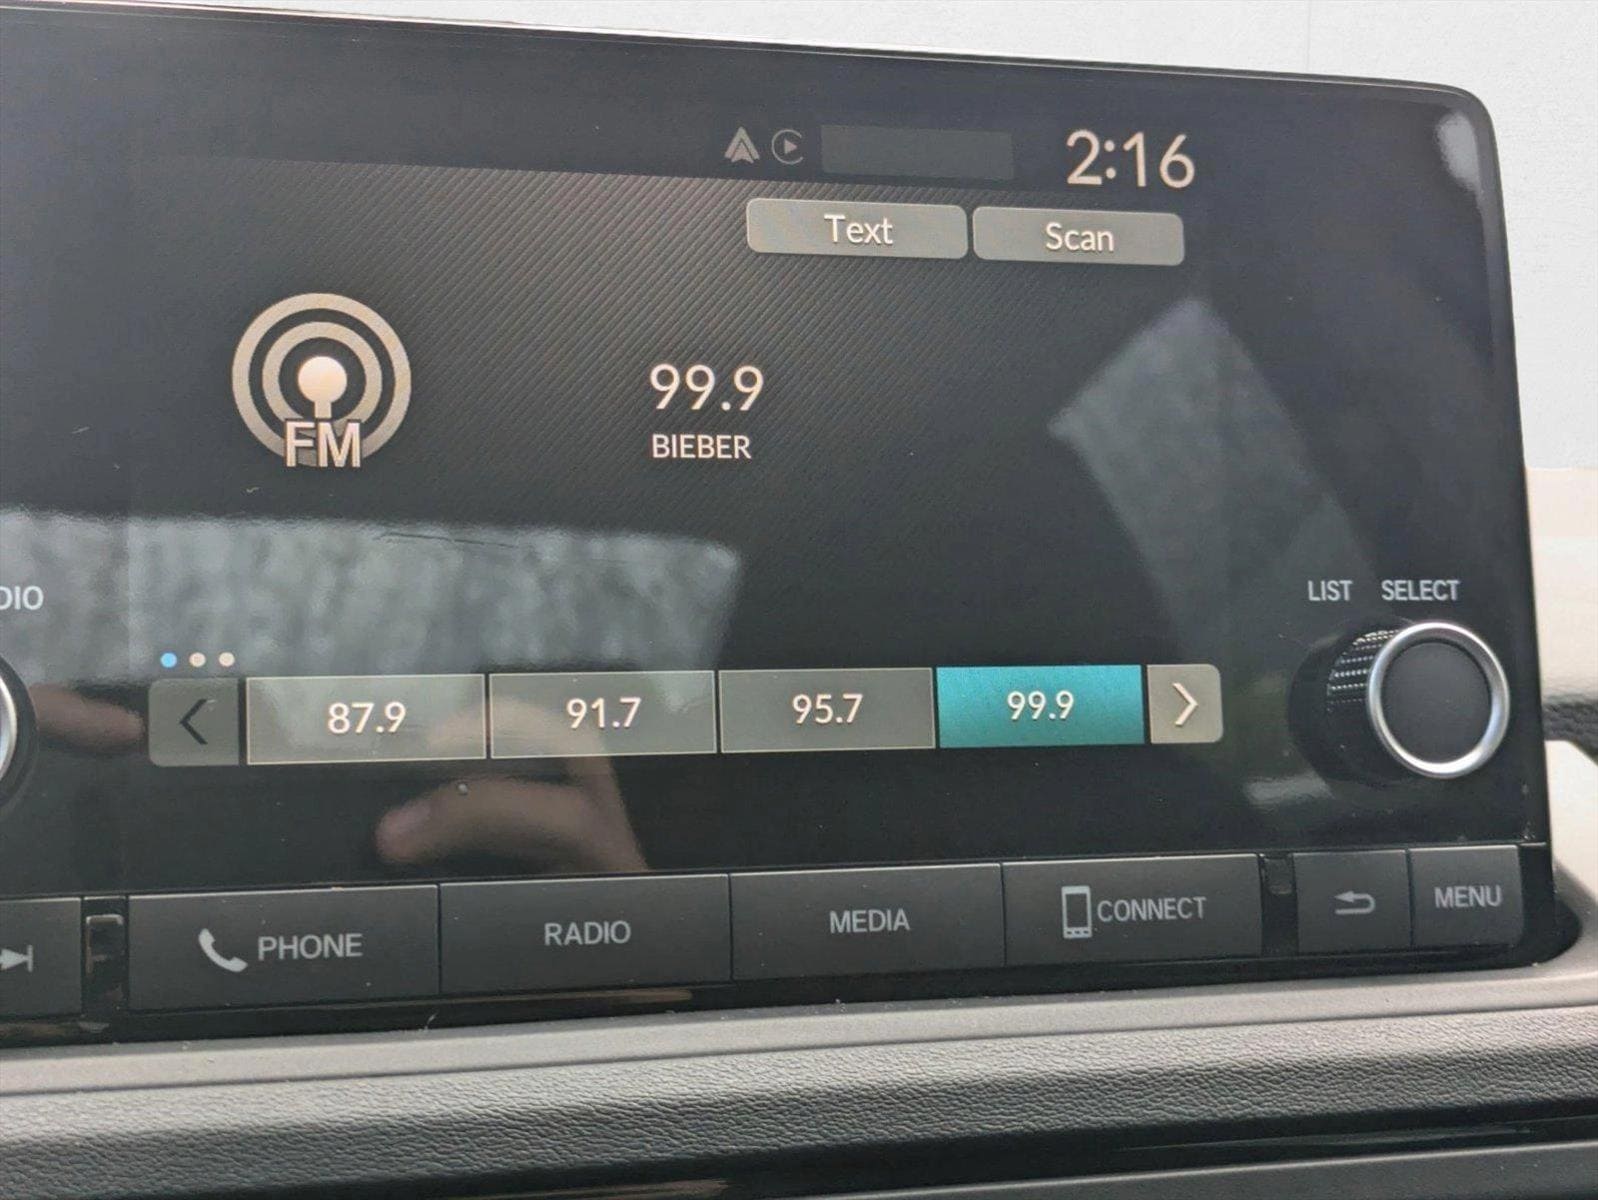 2:16
Text Scan
99.9
FM
BIEBER
DIO
LIST SELECT
87.9 91.7 95.7 99.9
PHONE RADIO MEDIA CONNECT MENU